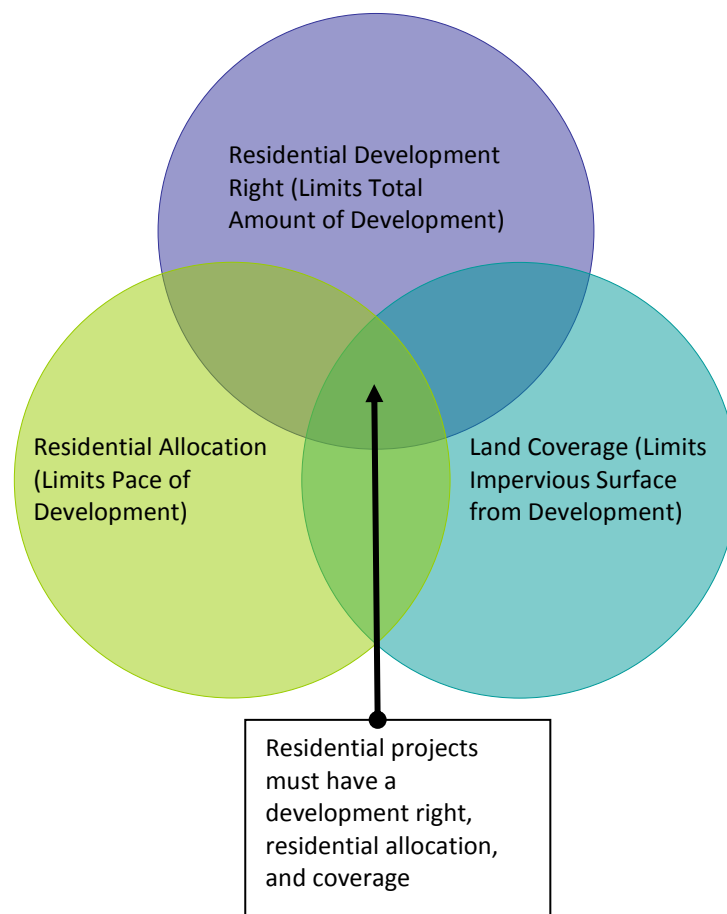 Residential Development
Right (Limits Total
Amount of Development)
Residential Allocation
(Limits Pace of
Development)
Land Coverage (Limits
Impervious Surface
from Development)
Residential projects
must have a
development right,
residential allocation,
and coverage